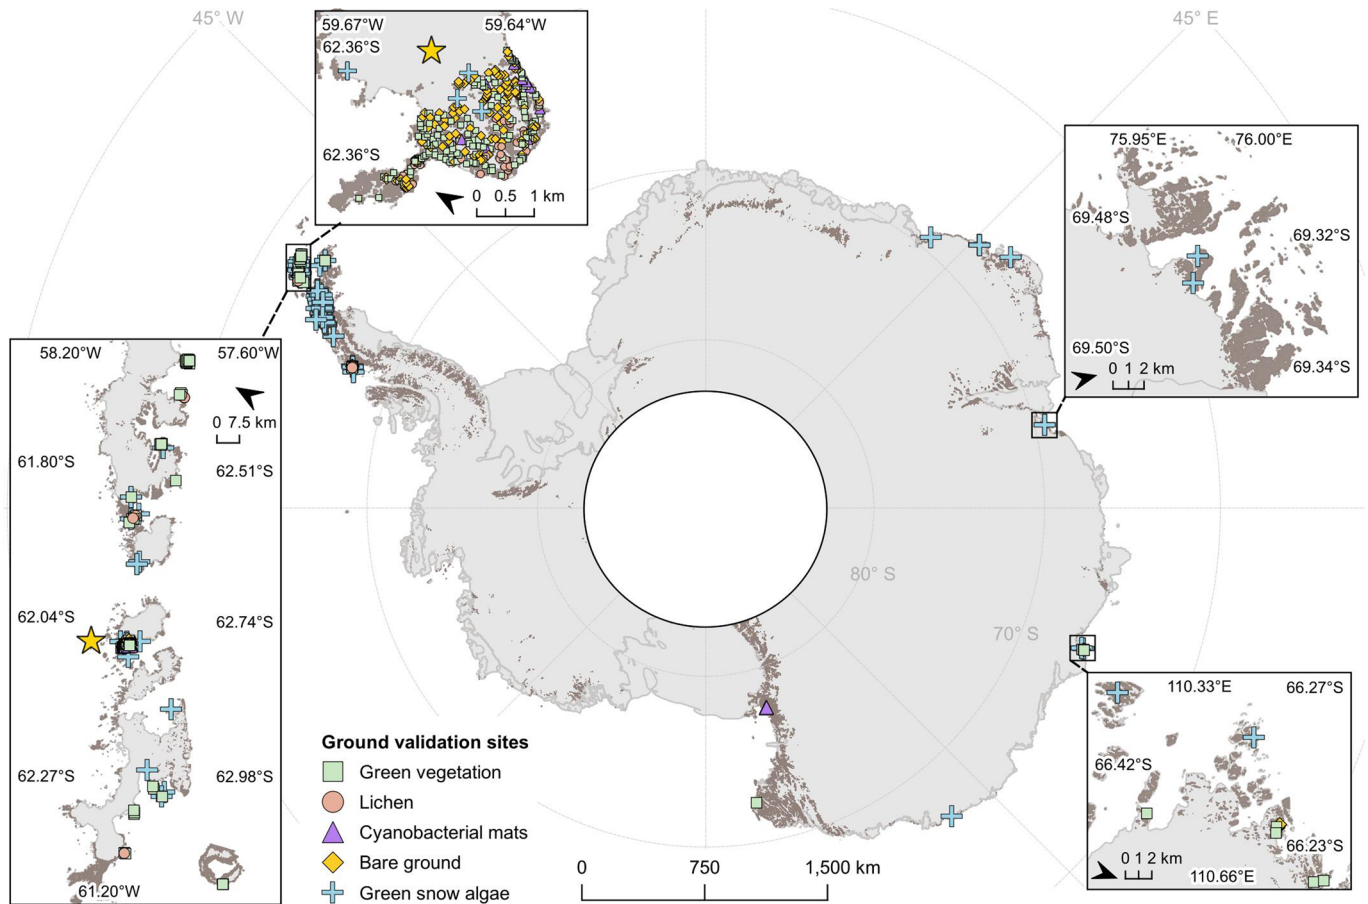 45° W
45° E
59.67°W
59.64°W
62.36°S
62.36°S
0 0.5 1 km
75.95°E
76.00°E
69.48°S
69.32°S
69.50°S
69.34°S
0 1 2 km
58.20°W
57.60°W
0 7.5 km
61.80°S
62.51°S
62.04°S
62.74°S
62.27°S
62.98°S
61.20°W
80° S
70° S
110.33°E
66.27°S
66.42°S
66.23°S
0 1 2 km
110.66°E
Ground validation sites
Green vegetation
Lichen
Cyanobacterial mats
Bare ground
Green snow algae
0 750 1,500 km